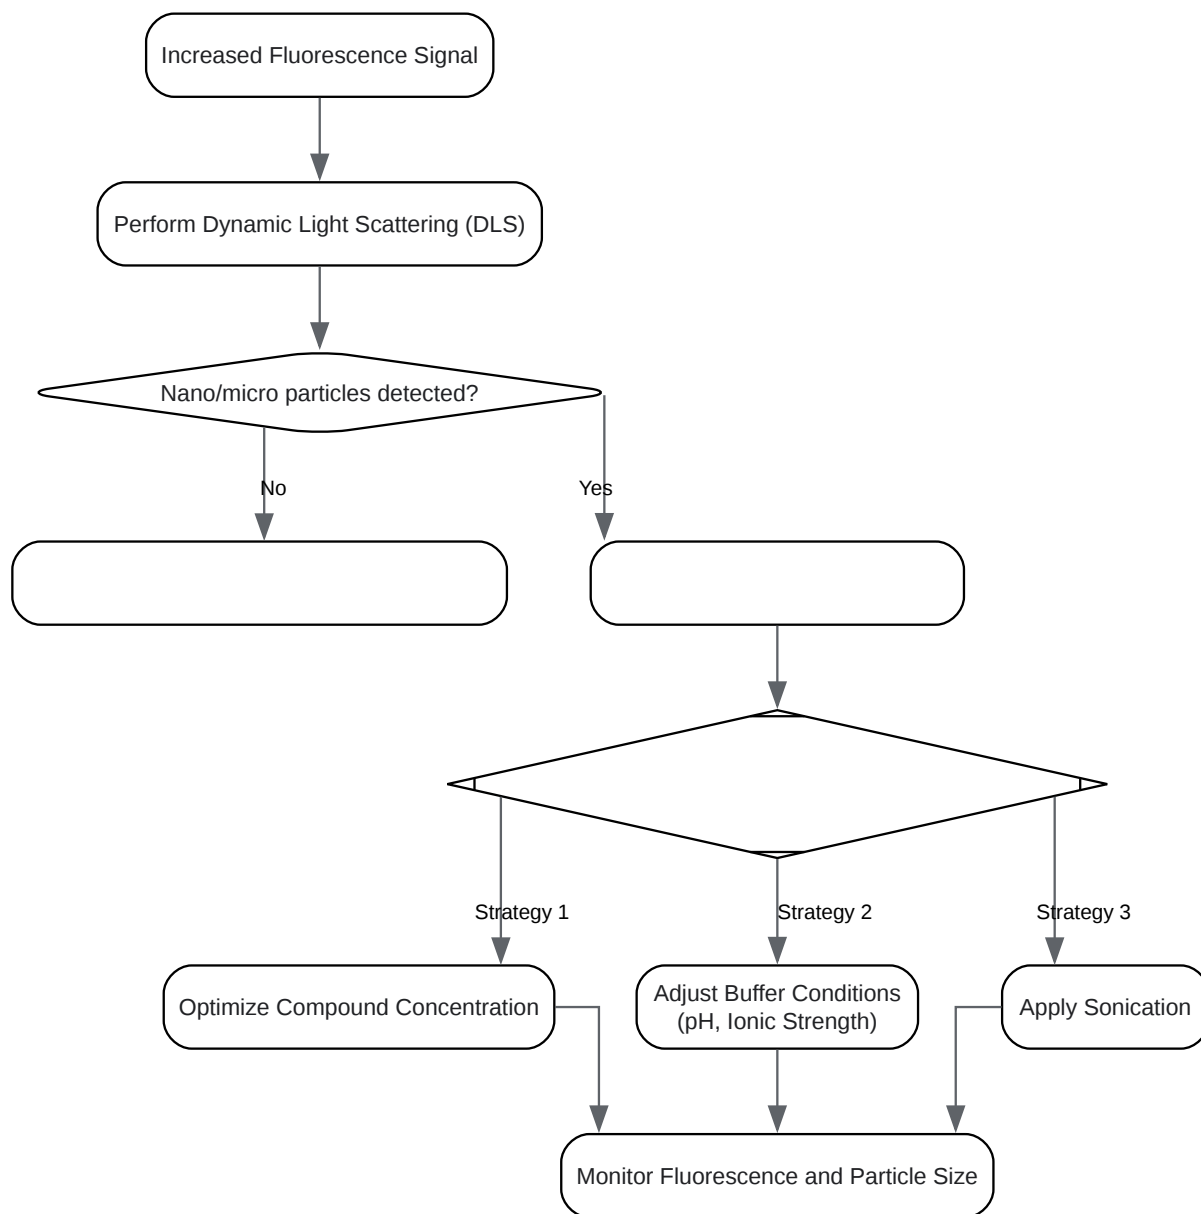 Increased Fluorescence Signal
Perform Dynamic Light Scattering (DLS)
Nano/micro particles detected?
No
Yes
Strategy 1
Strategy 2
Strategy 3
Optimize Compound Concentration
Adjust Buffer Conditions
(pH, Ionic Strength)
Apply Sonication
Monitor Fluorescence and Particle Size